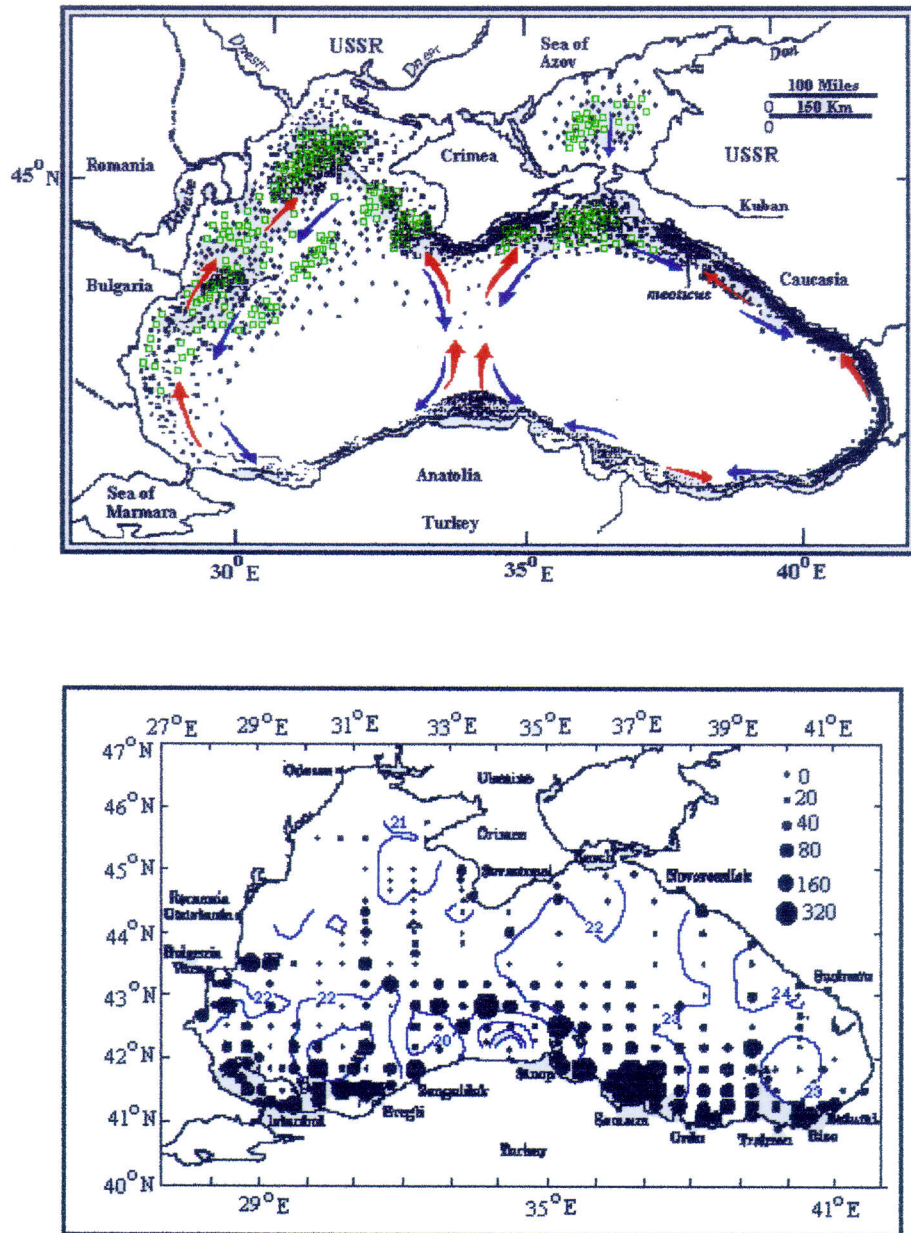 USSR
Sea of
Azov
Dnestr
Dnepr
Don
100 Miles
0
150 Km
0
Romania
Crimea
USSR
45° N
Kuban
Bulgaria
Caucasia
maeoticus
Anatolia
Sea of
Marmara
Turkey
30° E
35° E
40° E
27° E 29° E 31° E 33° E 35° E 37° E 39° E 41° E
47° N
46° N
45° N
44° N
43° N
42° N
41° N
40° N
0
20
40
80
160
320
Odessa
Ukraine
21
Crimea
Kerch
Sevastopol
Novorossiisk
Romania
Constantza
22
Bulgaria
Varna
24
22
22
23
20
Sinop
Zonguldak
23
Eregli
Istanbul
Samsun
Ordu
Trabzon
Rise
Batumi
Turkey
29° E
35° E
41° E